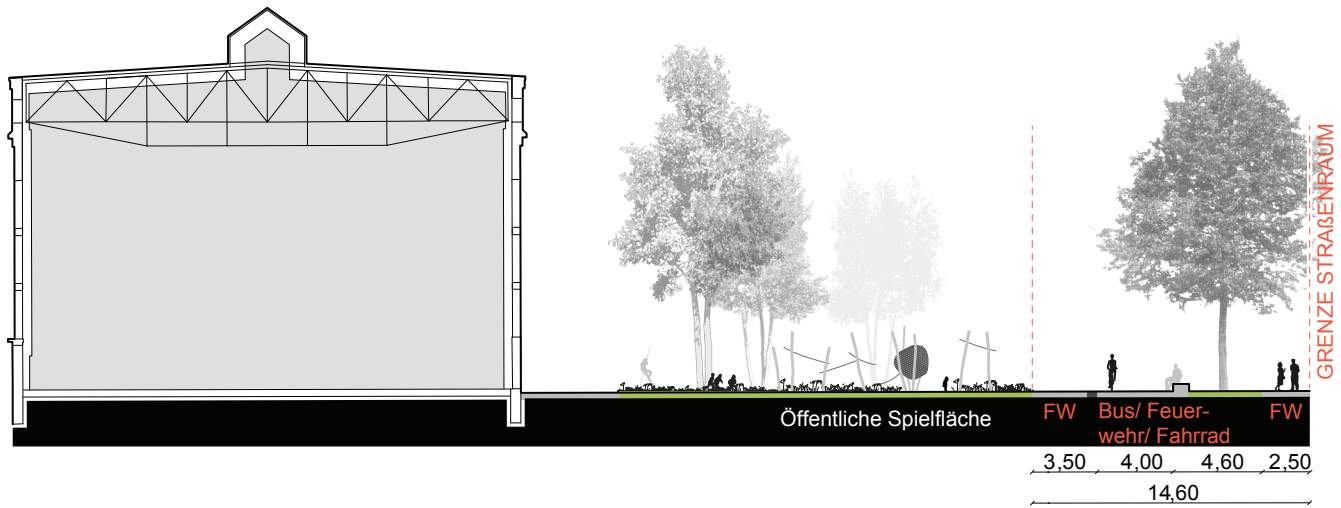 GRENZE STRAßENRAUM
Öffentliche Spielfläche
FW
Bus/ Feuer-
wehr/ Fahrrad
FW
3,50
4,00
4,60
2,50
14,60